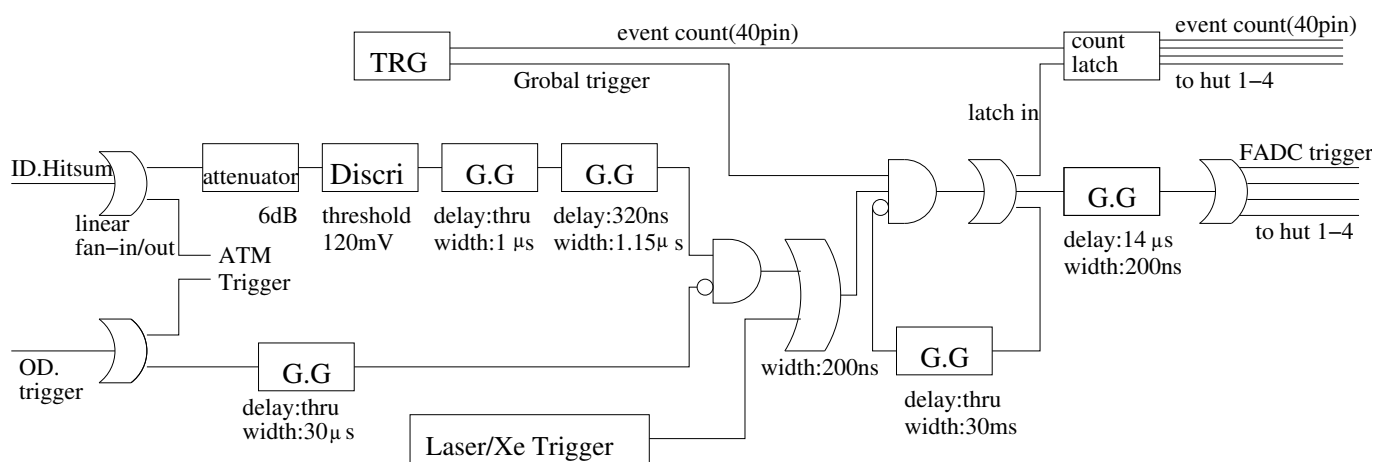 event count(40pin)
event count(40pin)
TRG
count
latch
Grobal trigger
to hut 1−4
latch in
ID.Hitsum
FADC trigger
attenuator
Discri
G.G
G.G
G.G
6dB
threshold
120mV
delay:thru
width:1 μs
delay:320ns
width:1.15μ s
linear
fan−in/out
ATM
Trigger
delay:14 μs
width:200ns
to hut 1−4
OD.
trigger
G.G
width:200ns
G.G
delay:thru
width:30μ s
delay:thru
width:30ms
Laser/Xe Trigger